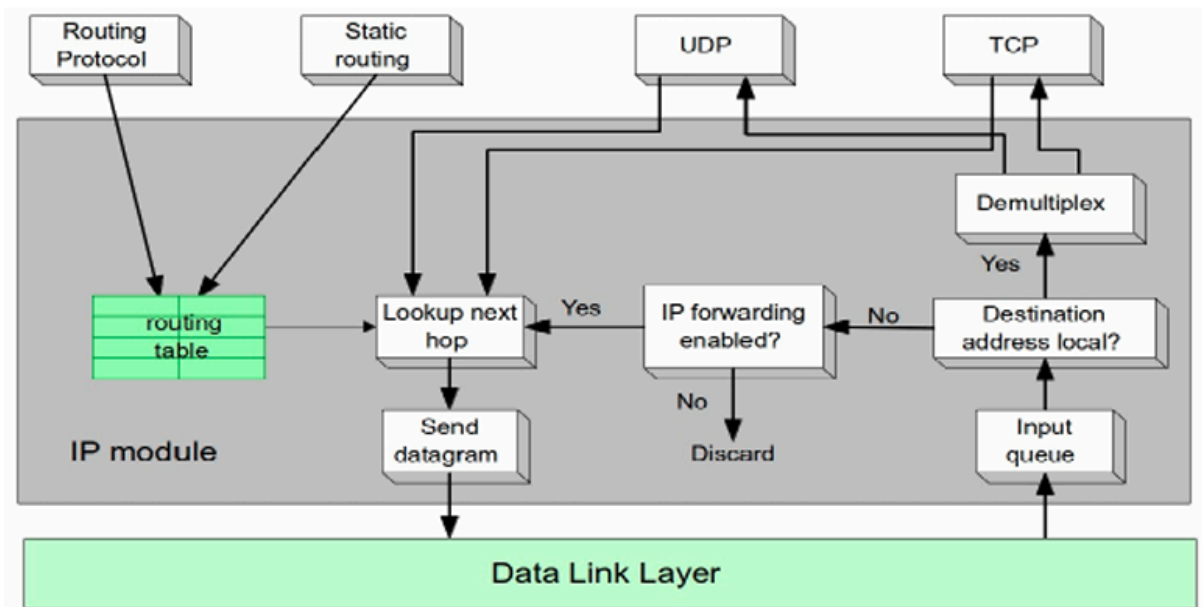 Routing
Protocol
Static
routing
UDP
TCP
Demultiplex
Yes
routing
table
Lookup next
hop
Yes
IP forwarding
enabled?
No
Destination
address local?
No
Send
datagram
Discard
Input
queue
IP module
Data Link Layer